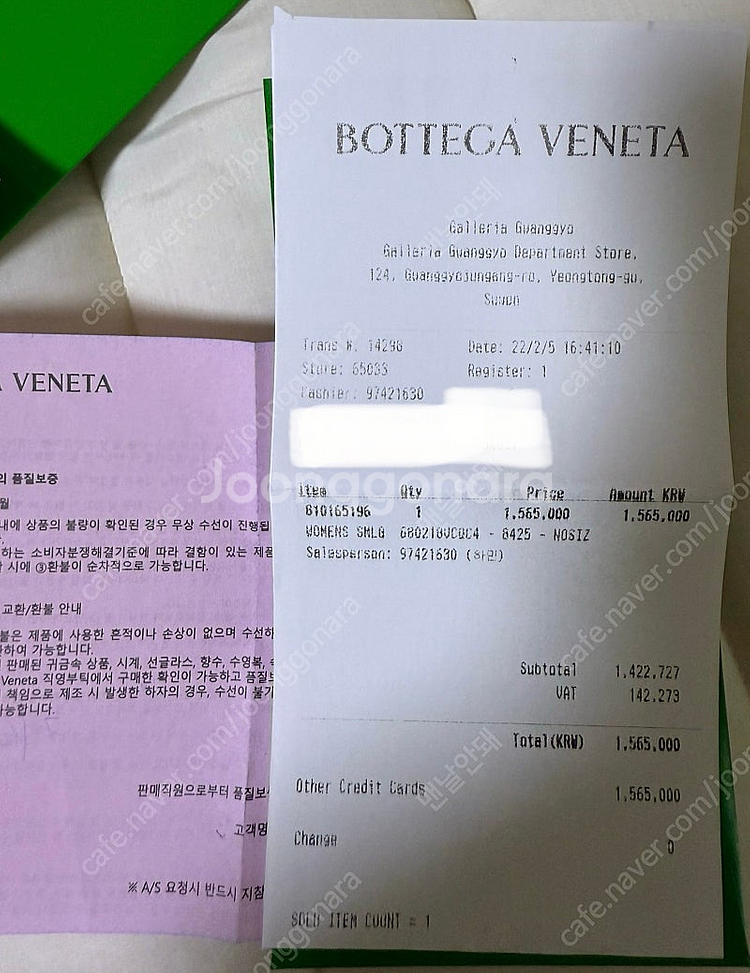 BOTTEGA VENETA
Galleria Gwanggyo
Galleria Gwanggyo Department Store,
124, Gwanggyojungang-ro, Yeongtong-gu,
Suwon
Trans N. 14296
Date: 22/2/5 16:41:10
Store: 65033
Register: 1
Cashier: 97421630
Item Qty Price Amount KRW
810165196 1 1,565,000 1,565,000
WOMENS SMLG 680218VCQC4 - 8425 - NOSIZ
Salesperson: 97421630
Subtotal 1,422,727
VAT 142,273
Total(KRW) 1,565,000
Other Credit Cards 1,565,000
Change 0
SOLD ITEM COUNT = 1
A VENETA
의 품질보증
월
내에 상품의 불량이 확인된 경우 무상 수선이 진행됩
하는 소비자분쟁해결기준에 따라 결함이 있는 제품
시에 ③환불이 순차적으로 가능합니다.
교환/환불 안내
불은 제품에 사용한 흔적이나 손상이 없으며 수선하
하여 가능합니다.
판매된 귀금속 상품, 시계, 선글라스, 향수, 수영복, 속
Veneta 직영부틱에서 구매한 확인이 가능하고 품질보
책임으로 제조 시 발생한 하자의 경우, 수선이 불가
가능합니다.
판매직원으로부터 품질보
고객명
※ A/S 요청시 반드시 지참
Joonggonara
cafe.naver.com/joonggonara
맨날안돼